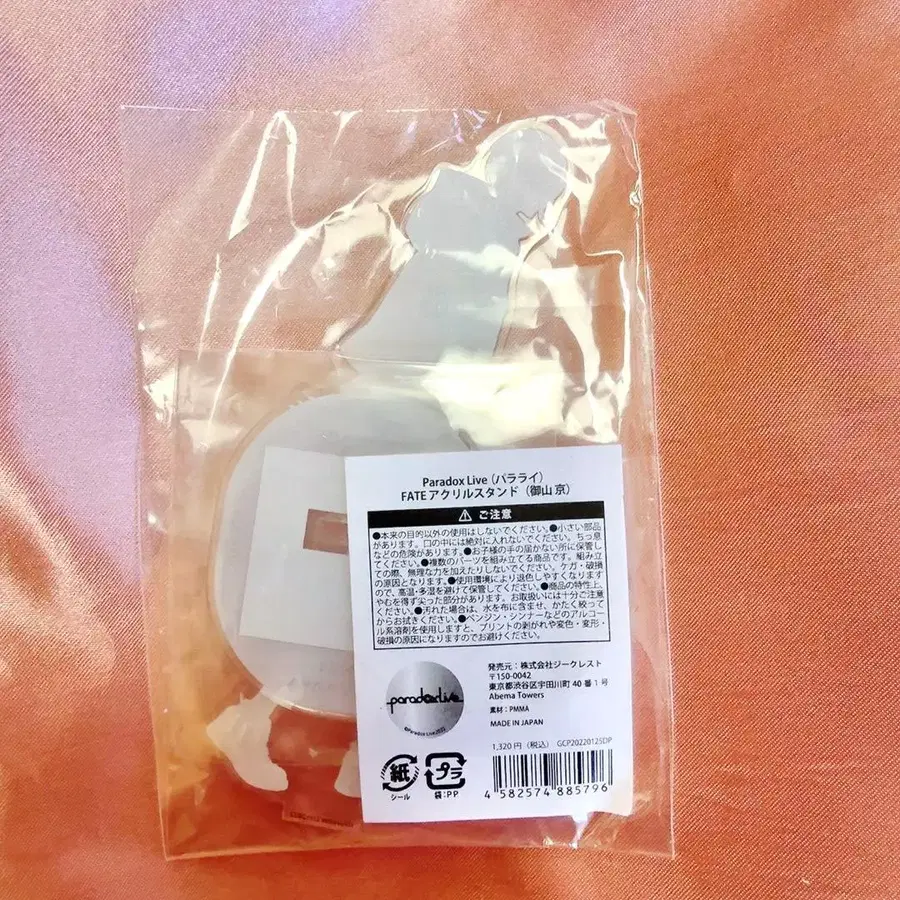 Paradox Live（パラライ）
FATE アクリルスタンド（御山 京）
⚠ ご注意
●本来の目的以外の使用はしないでください。●小さい部品
があります。口の中には絶対に入れないでください。ちっ息
などの危険があります。●お子様の手の届かない所に保管し
てください。●複数のパーツを組み立てる商品です。組み立
ての際、無理な力を加えたりしないでください。ケガ・破損
の原因となります。●使用環境により退色しやすくなります
ので、高温・多湿を避けて保管してください。●商品の特性上、
やむを得ず尖った部分があります。お取扱いには十分ご注意
ください。●汚れた場合は、水を布に含ませ、かたく絞って
からお拭きください。●ベンジン・シンナーなどのアルコー
ル系溶剤を使用しますと、プリントの剥がれや変色・変形・
破損の原因になりますのでお避けください。
paradoxLive
©Paradox Live2022
発売元：株式会社ジークレスト
〒150-0042
東京都渋谷区宇田川町 40 番 1 号
Abema Towers
素材：PMMA
MADE IN JAPAN
1,320 円（税込） GCP20220125DP
紙
シール
プラ
袋：PP
4 582574 885796